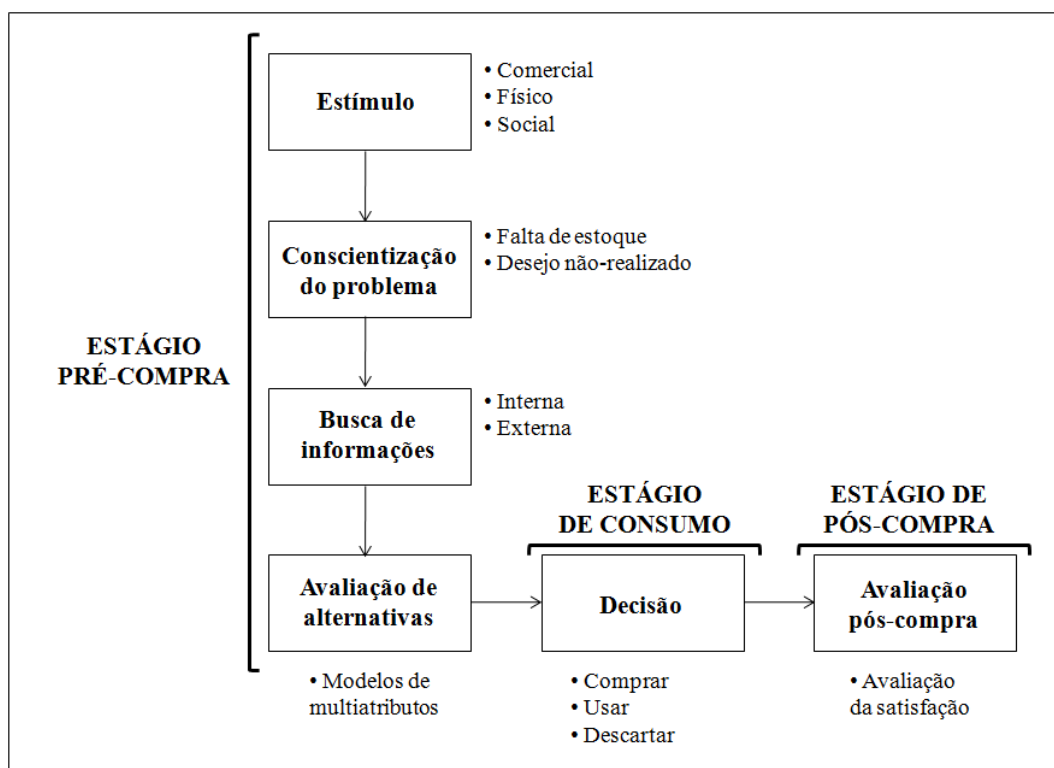 Estímulo
• Comercial
• Físico
• Social
Conscientização
do problema
• Falta de estoque
• Desejo não-realizado
ESTÁGIO
PRÉ-COMPRA
Busca de
informações
• Interna
• Externa
Avaliação de
alternativas
• Modelos de
multiatributos
ESTÁGIO
DE CONSUMO
Decisão
• Comprar
• Usar
• Descartar
ESTÁGIO DE
PÓS-COMPRA
Avaliação
pós-compra
• Avaliação
da satisfação